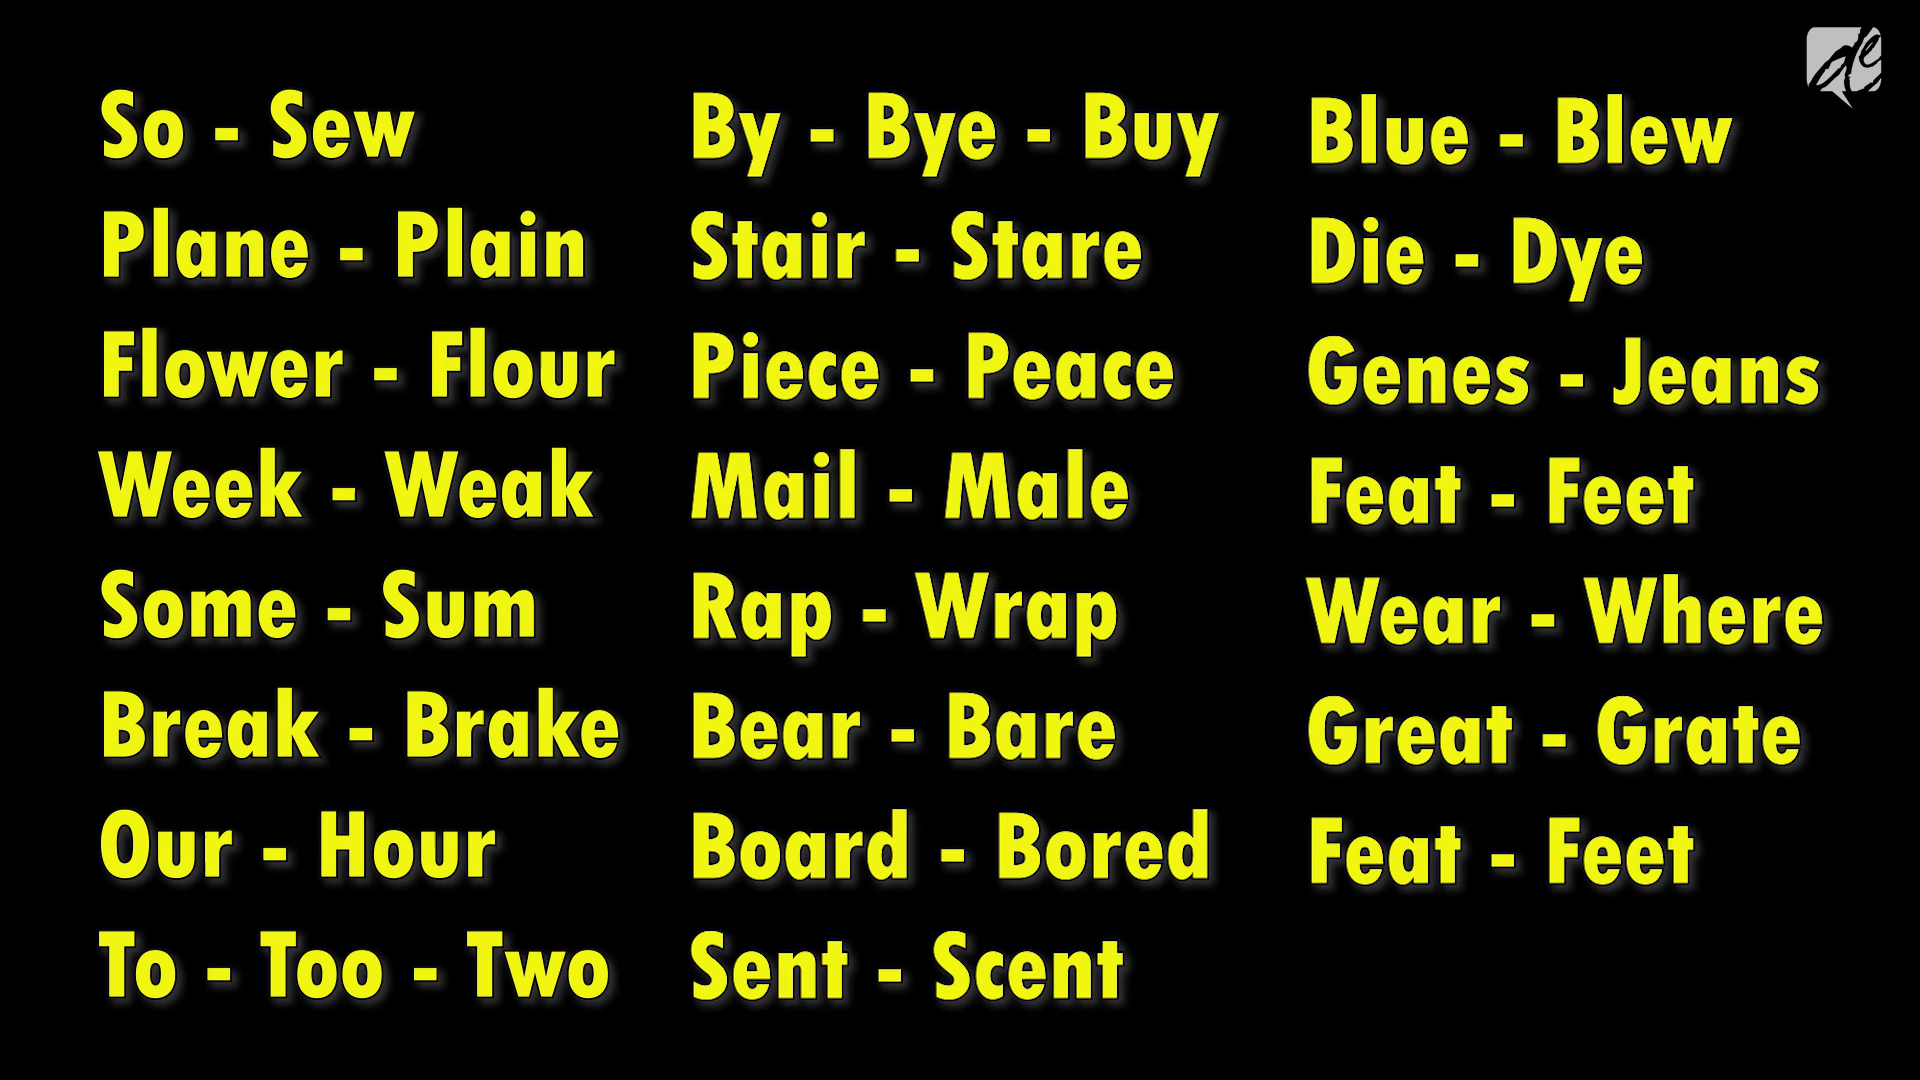 So - Sew
Plane - Plain
Flower - Flour
Week - Weak
Some - Sum
Break - Brake
Our - Hour
To - Too - Two
By - Bye - Buy
Stair - Stare
Piece - Peace
Mail - Male
Rap - Wrap
Bear - Bare
Board - Bored
Sent - Scent
Blue - Blew
Die - Dye
Genes - Jeans
Feat - Feet
Wear - Where
Great - Grate
Feat - Feet
de